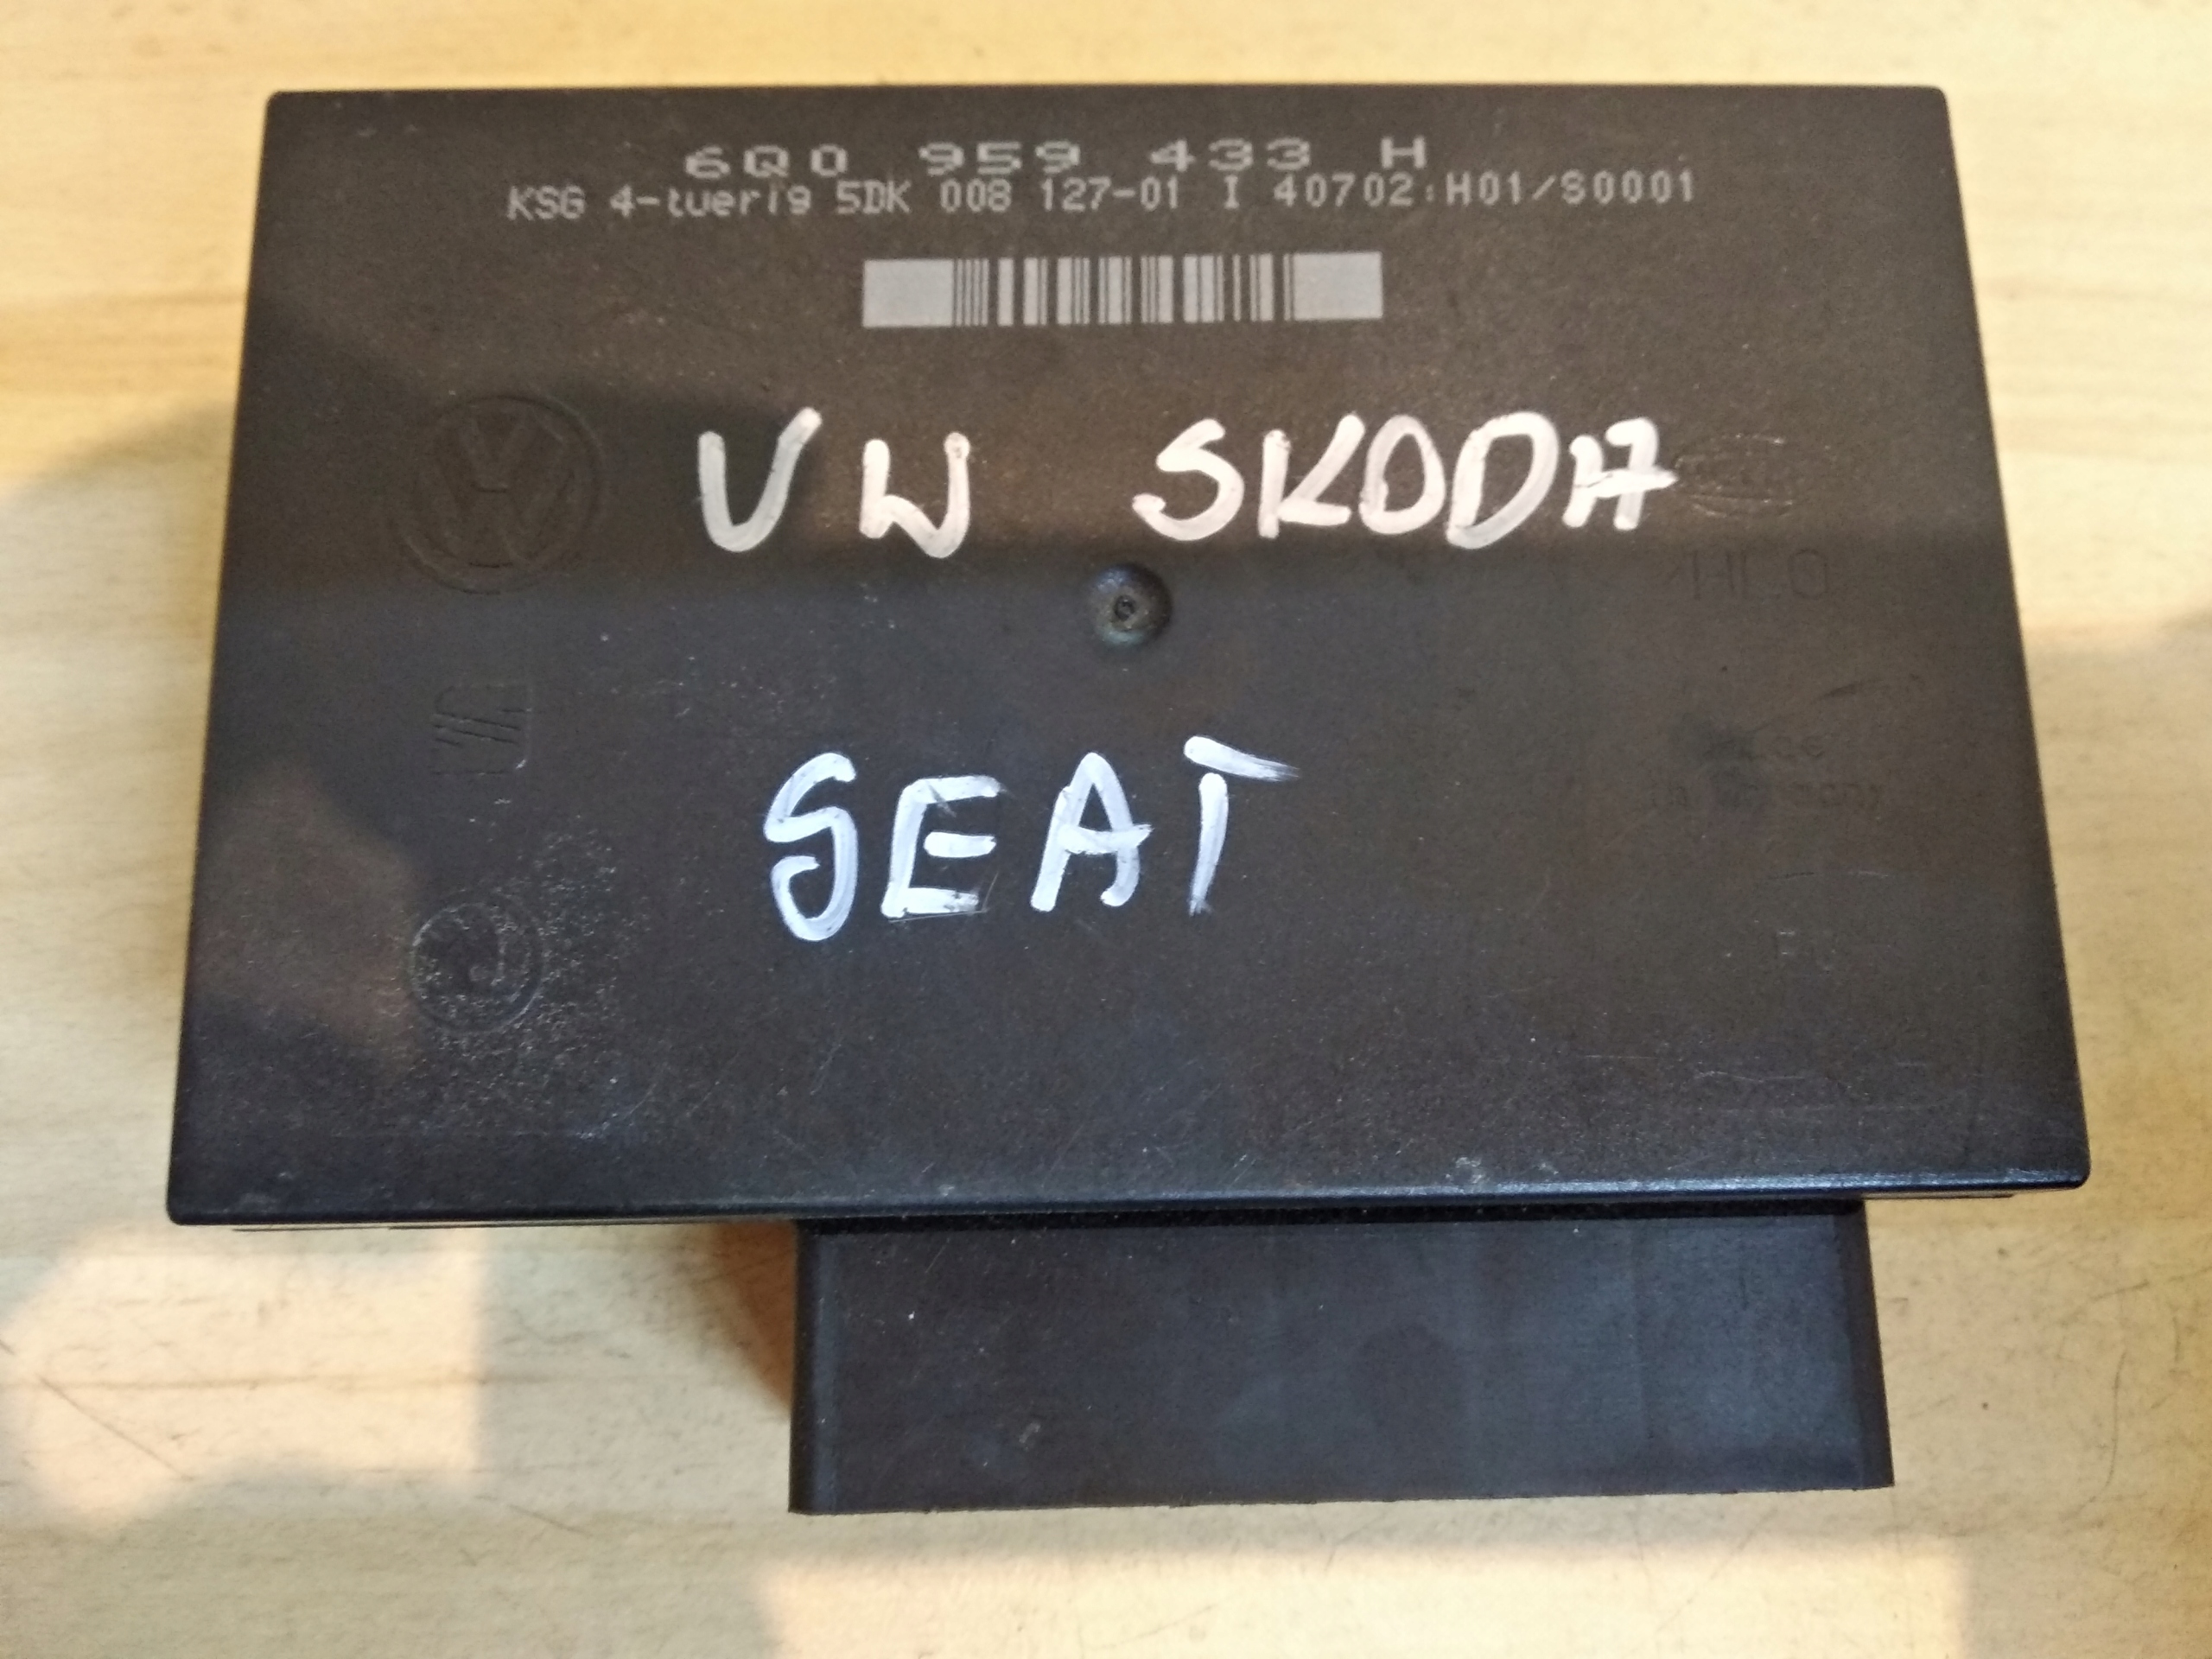 6Q0 959 433 H
KSG 4-tuerig 5DK 008 127-01 I 40702:H01/S0001
VW SKODA
SEAT